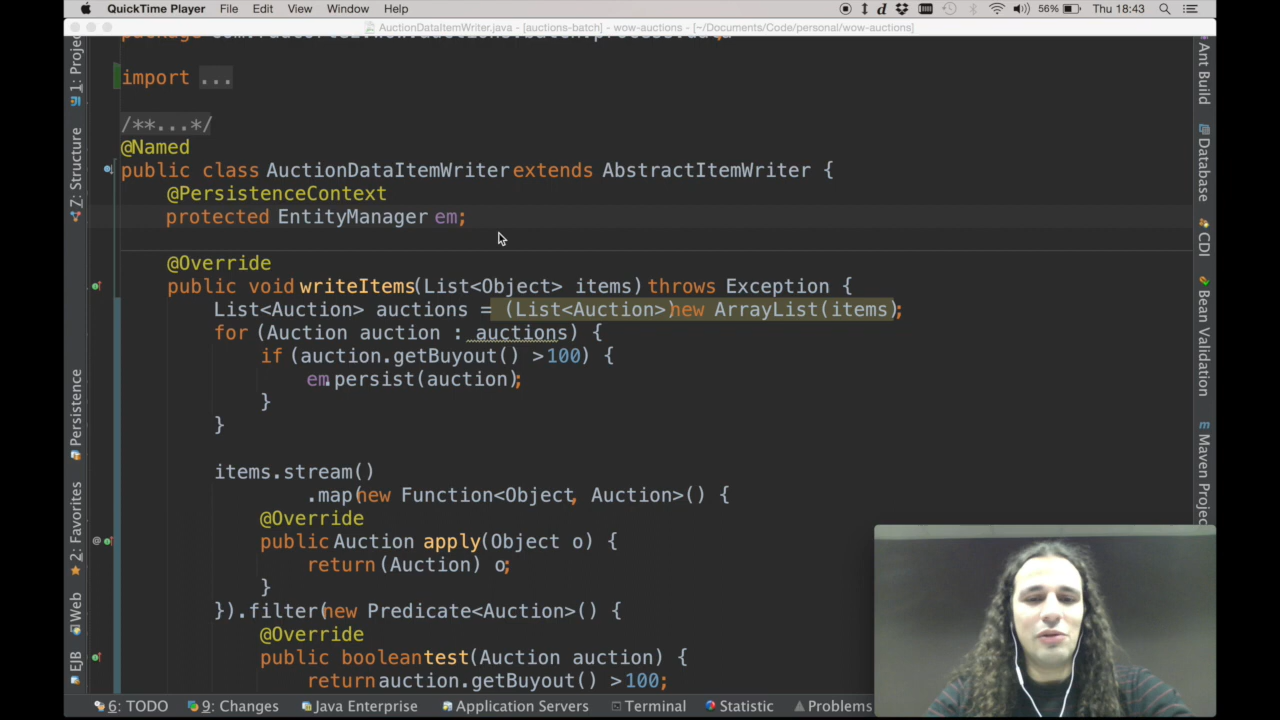 QuickTime Player File Edit View Window Help 56% Thu 18:43
AuctionDataItemWriter.java - [auctions-batch] - wow-auctions - [~/Documents/Code/personal/wow-auctions]
import ...
/**...*/
@Named
public class AuctionDataItemWriter extends AbstractItemWriter {
@PersistenceContext
protected EntityManager em;
@Override
public void writeItems(List<Object> items) throws Exception {
List<Auction> auctions = (List<Auction>)new ArrayList(items);
for (Auction auction : auctions) {
if (auction.getBuyout() >100) {
em.persist(auction);
}
}
items.stream()
.map(new Function<Object, Auction>() {
@Override
public Auction apply(Object o) {
return (Auction) o;
}
}).filter(new Predicate<Auction>() {
@Override
public boolean test(Auction auction) {
return auction.getBuyout() >100;
1: Project
7: Structure
Persistence
2: Favorites
Web
EJB
Ant Build
Database
CDI
Bean Validation
Maven Projec
6: TODO 9: Changes Java Enterprise Application Servers Terminal Statistic Problems